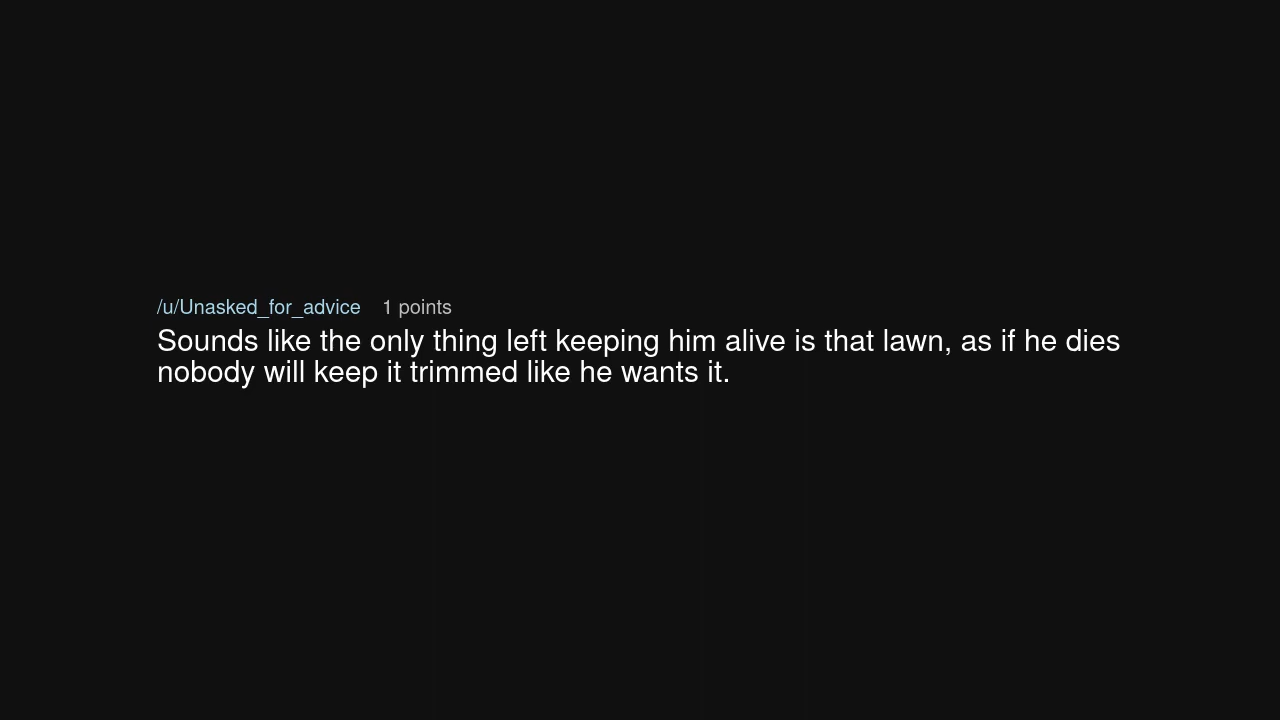 /u/Unasked_for_advice 1 points
Sounds like the only thing left keeping him alive is that lawn, as if he dies
nobody will keep it trimmed like he wants it.